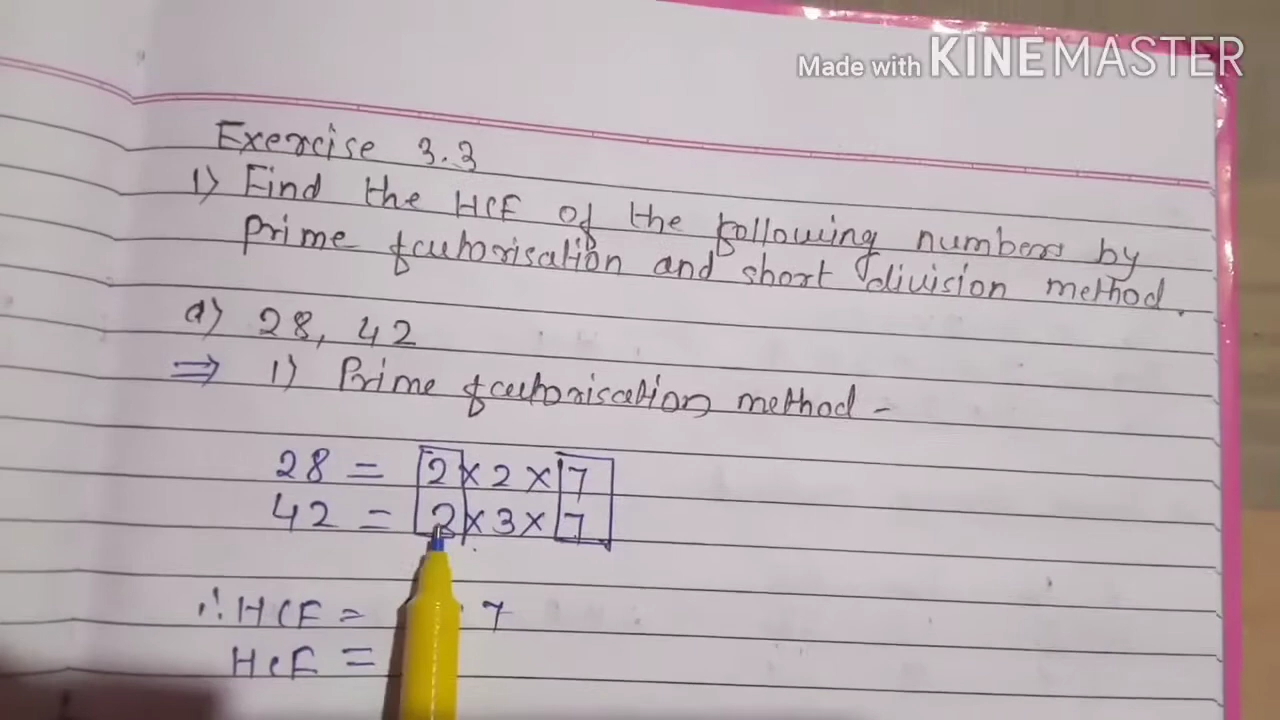 Made with KINEMASTER
Exercise 3.3
1) Find the HCF of the following numbers by
prime factorisation and short division method.
a) 28, 42
⇒ 1) Prime factorisation method -
28 = 2 × 2 × 7
42 = 2 × 3 × 7
∴ HCF = 7
HCF =